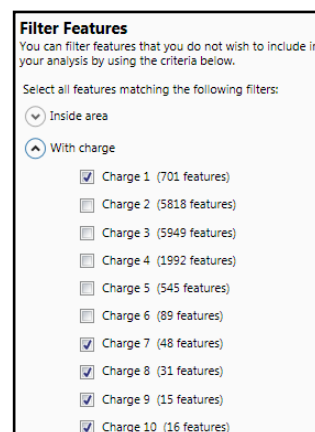 Filter Features
You can filter features that you do not wish to include in
your analysis by using the criteria below.
Select all features matching the following filters:
Inside area
With charge
Charge 1 (701 features)
Charge 2 (5818 features)
Charge 3 (5949 features)
Charge 4 (1992 features)
Charge 5 (545 features)
Charge 6 (89 features)
Charge 7 (48 features)
Charge 8 (31 features)
Charge 9 (15 features)
Charge 10 (16 features)